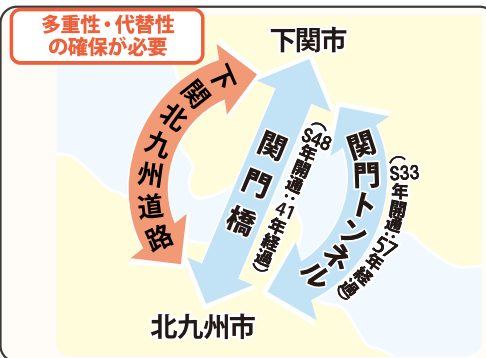 多重性・代替性
の確保が必要
下関市
下関北九州道路
関門橋
(S48年開通:41年経過)
関門トンネル
(S33年開通:57年経過)
北九州市